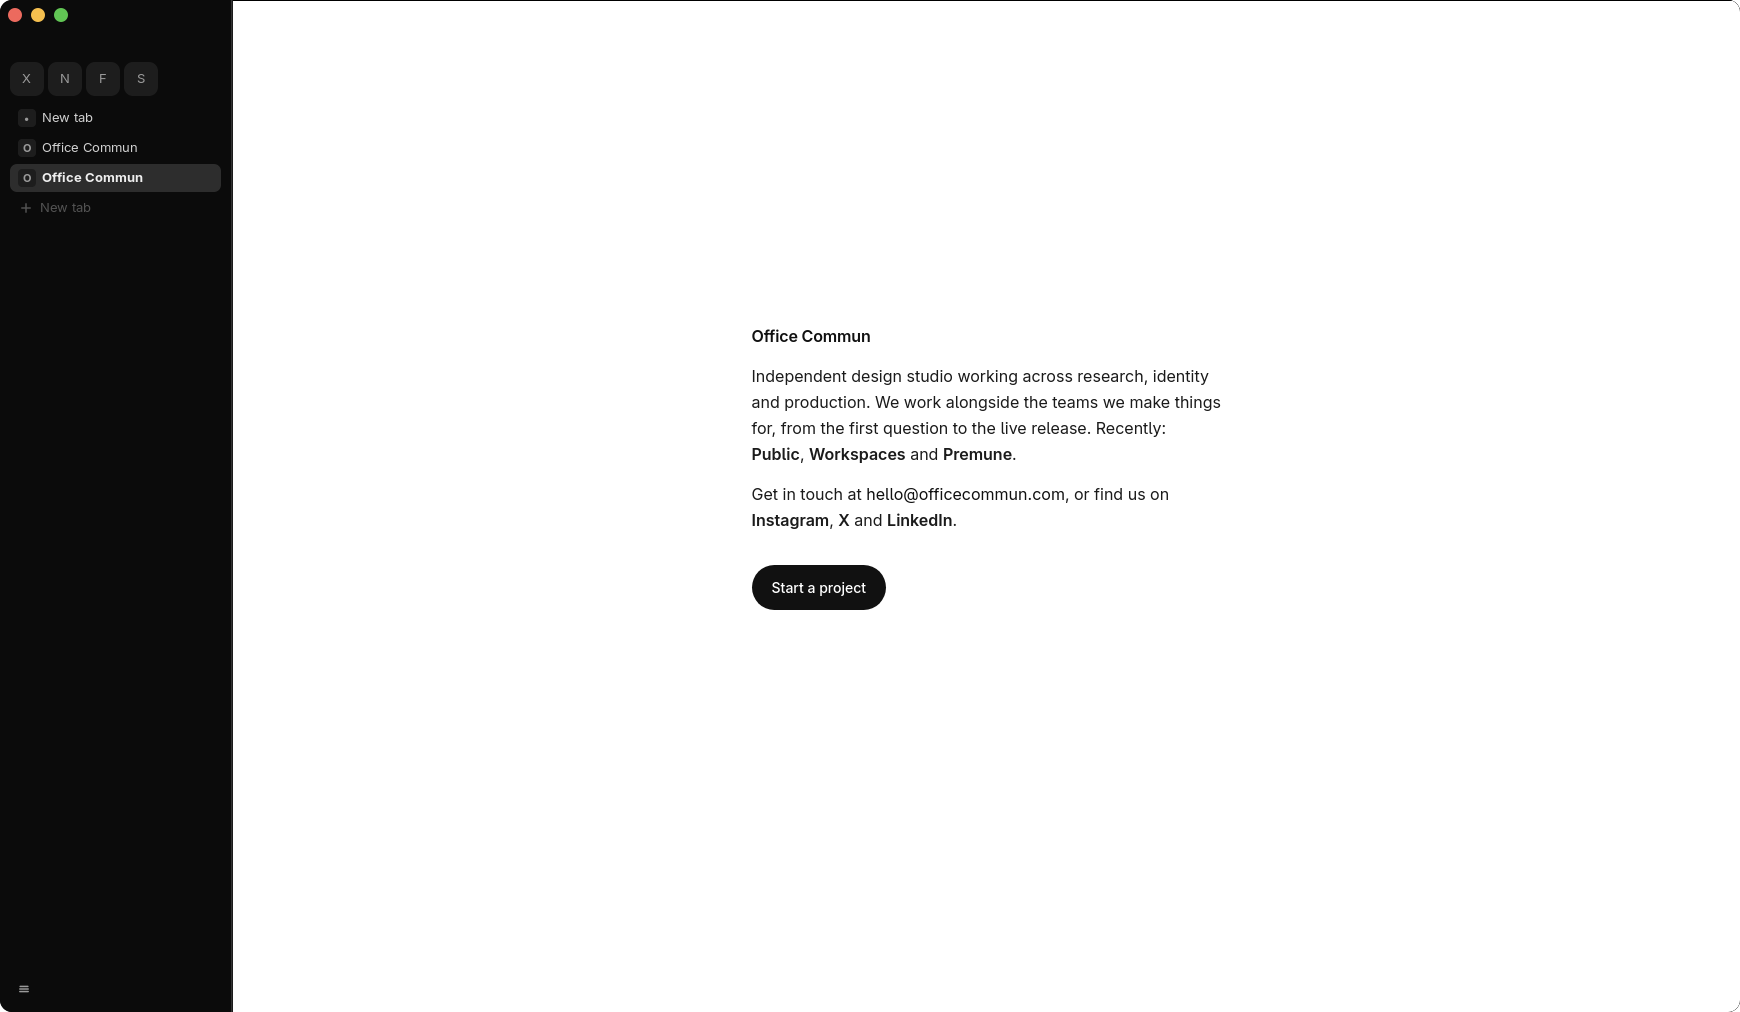 X N F S
New tab
O Office Commun
O Office Commun
+ New tab
Office Commun
Independent design studio working across research, identity
and production. We work alongside the teams we make things
for, from the first question to the live release. Recently:
Public, Workspaces and Premune.
Get in touch at hello@officecommun.com, or find us on
Instagram, X and LinkedIn.
Start a project